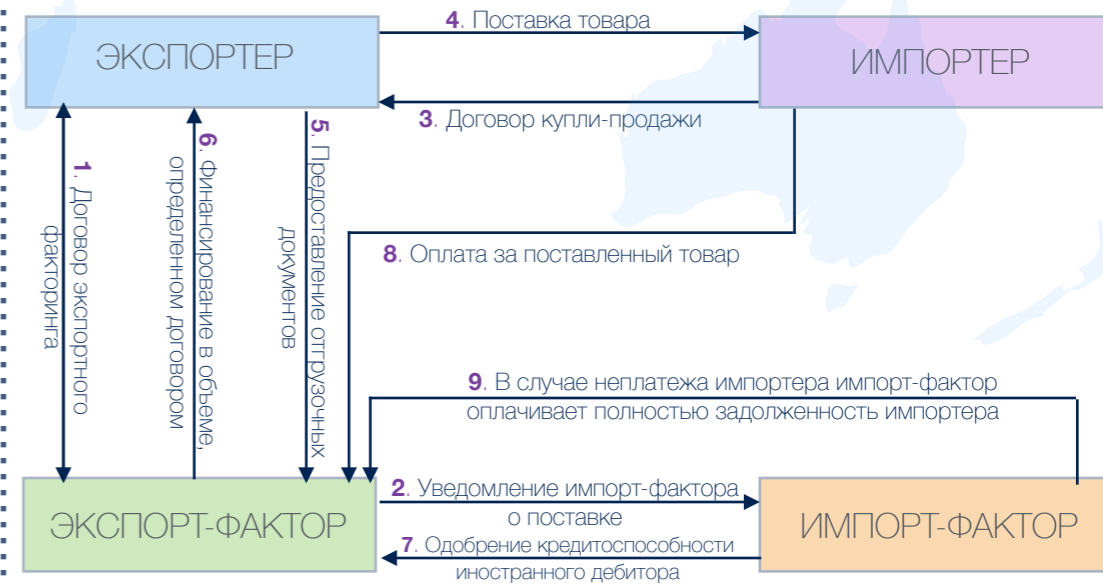 4. Поставка товара
ЭКСПОРТЕР
ИМПОРТЕР
3. Договор купли-продажи
1. Договор экспортного
факторинга
6. Финансирование в объеме,
определенном договором
5. Предоставление отгрузочных
документов
8. Оплата за поставленный товар
9. В случае неплатежа импортера импорт-фактор
оплачивает полностью задолженность импортера
ЭКСПОРТ-ФАКТОР
2. Уведомление импорт-фактора
о поставке
7. Одобрение кредитоспособности
иностранного дебитора
ИМПОРТ-ФАКТОР